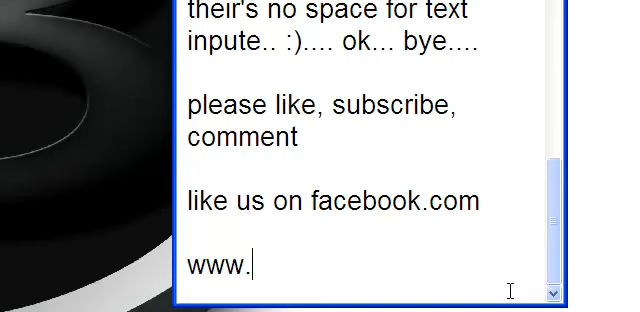 their's no space for text
inpute.. :).... ok... bye....
please like, subscribe,
comment
like us on facebook.com
www.